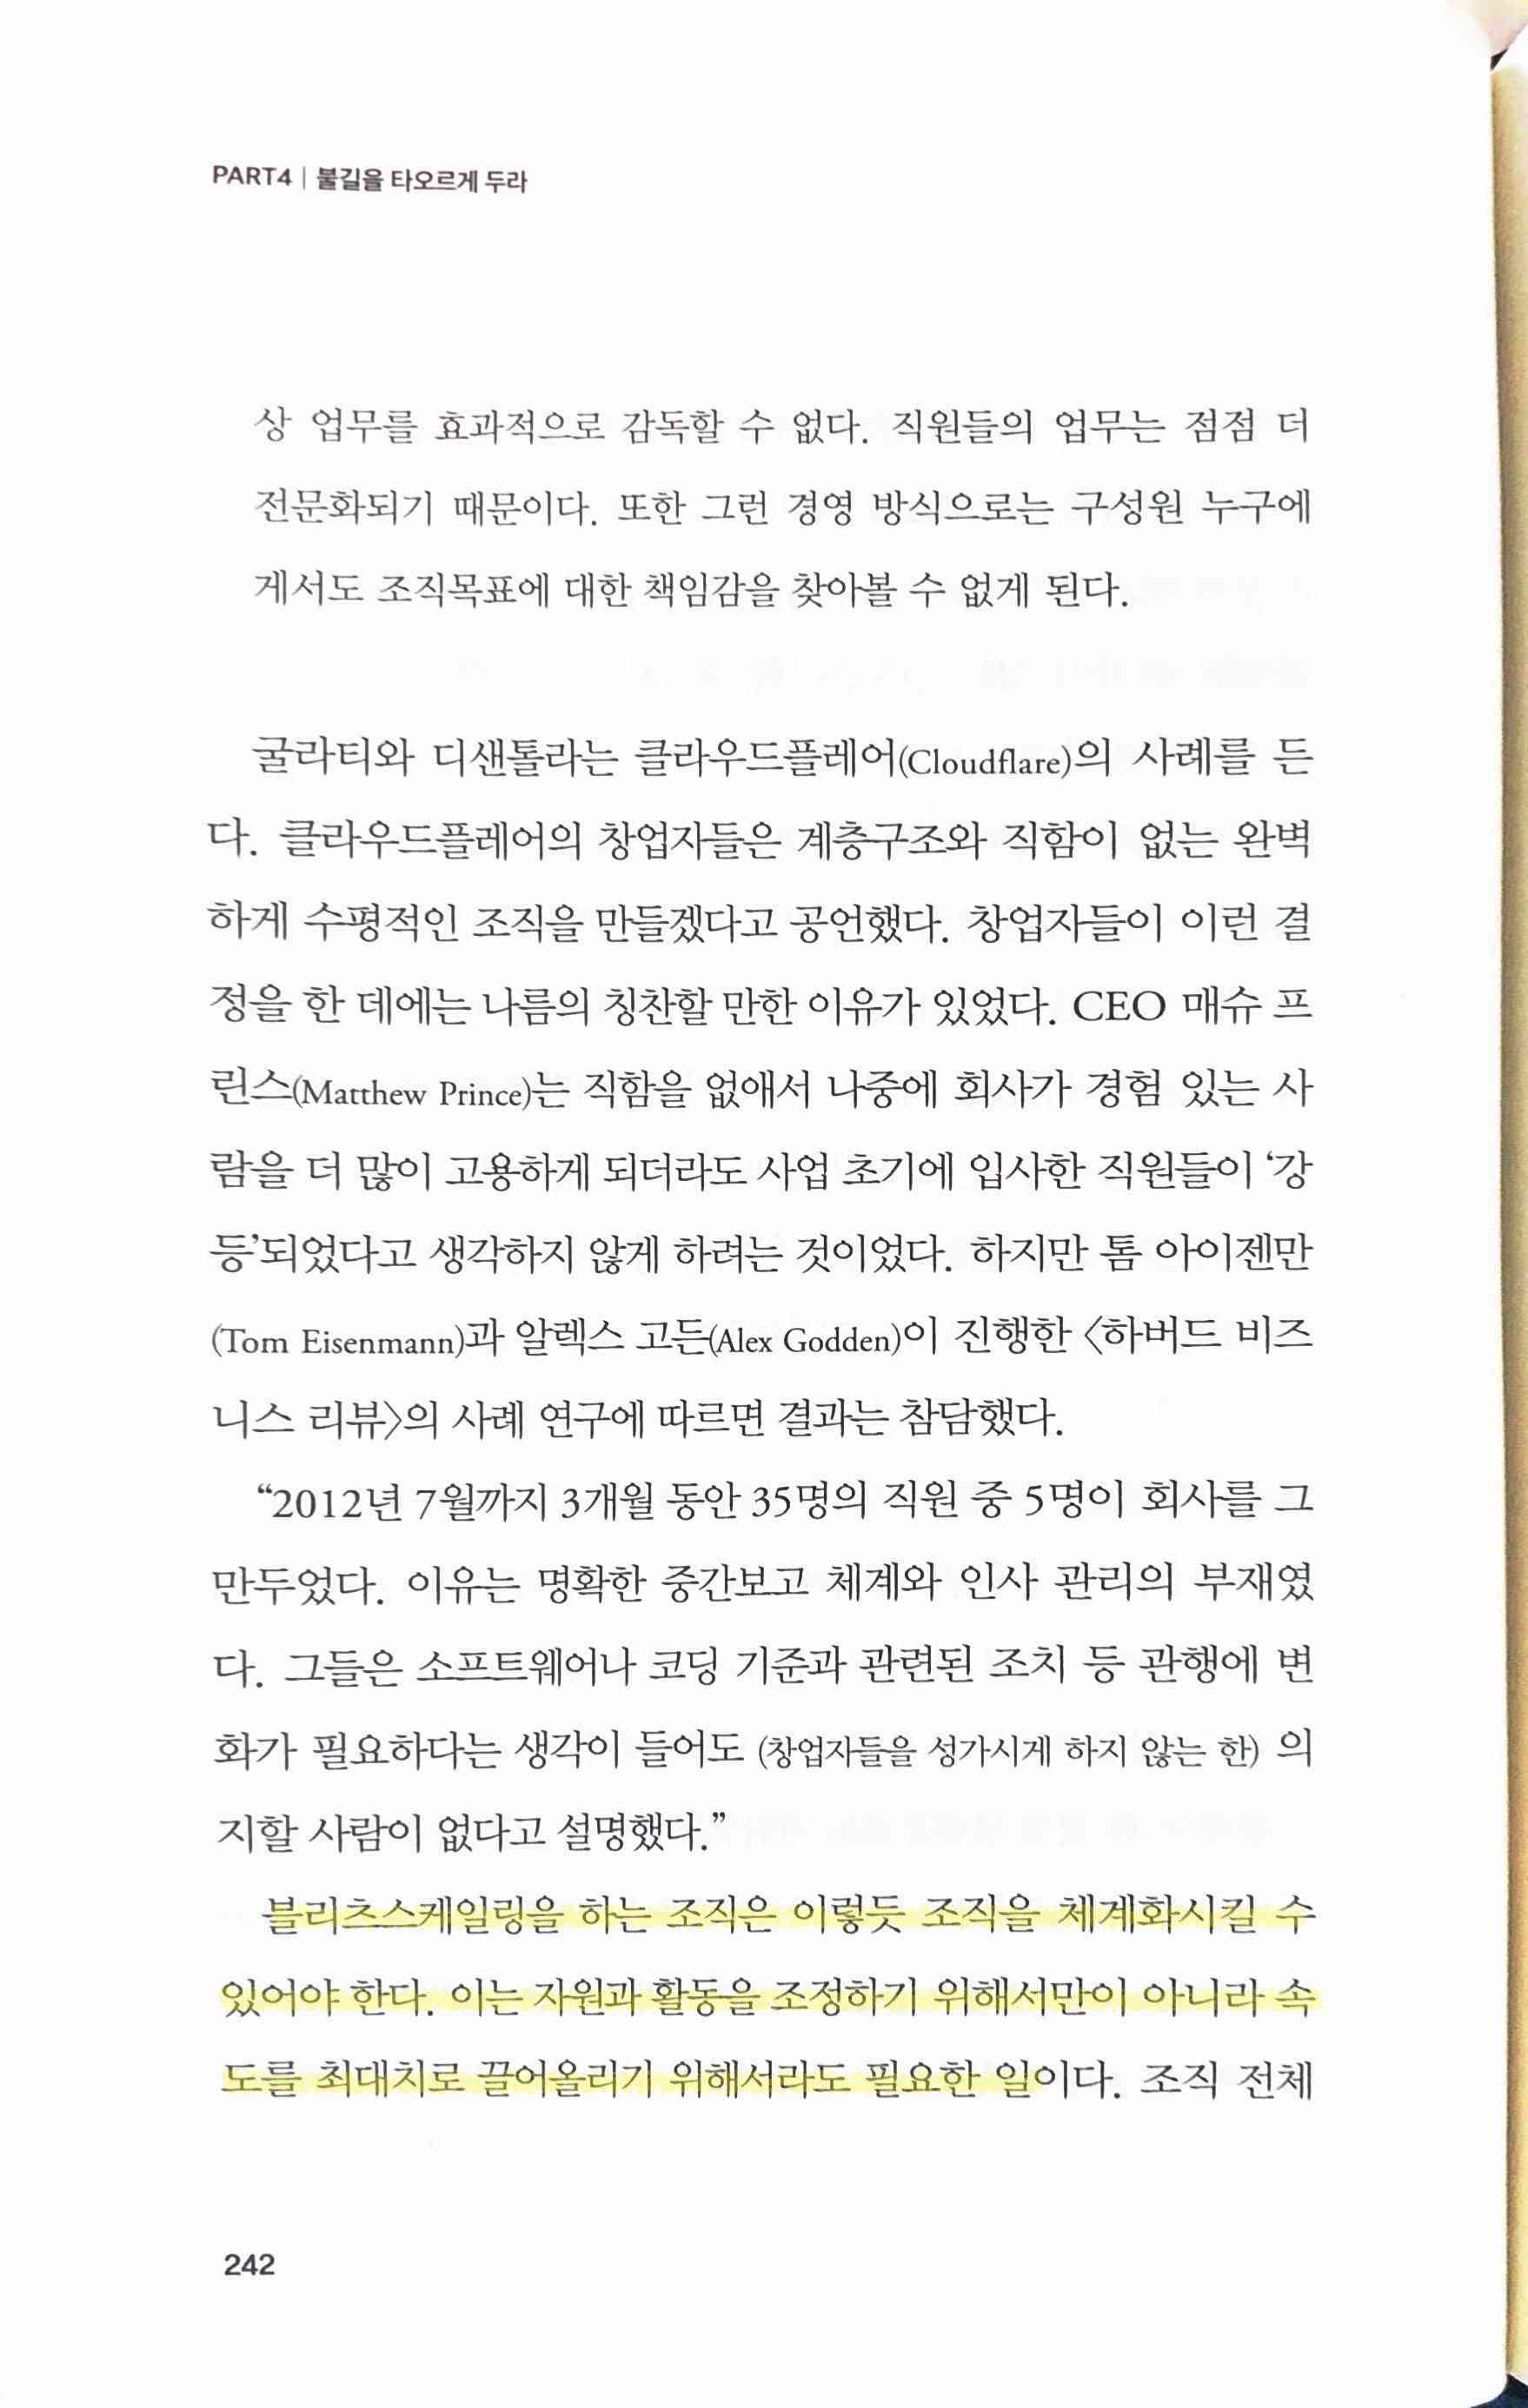 PART4 | 불길을 타오르게 두라
상 업무를 효과적으로 감독할 수 없다. 직원들의 업무는 점점 더
전문화되기 때문이다. 또한 그런 경영 방식으로는 구성원 누구에
게서도 조직목표에 대한 책임감을 찾아볼 수 없게 된다.
굴라티와 디샌톨라는 클라우드플레어(Cloudflare)의 사례를 든
다. 클라우드플레어의 창업자들은 계층구조와 직함이 없는 완벽
하게 수평적인 조직을 만들겠다고 공언했다. 창업자들이 이런 결
정을 한 데에는 나름의 칭찬할 만한 이유가 있었다. CEO 매슈 프
린스(Matthew Prince)는 직함을 없애서 나중에 회사가 경험 있는 사
람을 더 많이 고용하게 되더라도 사업 초기에 입사한 직원들이 ‘강
등’되었다고 생각하지 않게 하려는 것이었다. 하지만 톰 아이젠만
(Tom Eisenmann)과 알렉스 고든(Alex Godden)이 진행한 〈하버드 비즈
니스 리뷰〉의 사례 연구에 따르면 결과는 참담했다.
“2012년 7월까지 3개월 동안 35명의 직원 중 5명이 회사를 그
만두었다. 이유는 명확한 중간보고 체계와 인사 관리의 부재였
다. 그들은 소프트웨어나 코딩 기준과 관련된 조치 등 관행에 변
화가 필요하다는 생각이 들어도 (창업자들을 성가시게 하지 않는 한) 의
지할 사람이 없다고 설명했다.”
블리츠스케일링을 하는 조직은 이렇듯 조직을 체계화시킬 수
있어야 한다. 이는 자원과 활동을 조정하기 위해서만이 아니라 속
도를 최대치로 끌어올리기 위해서라도 필요한 일이다. 조직 전체
242